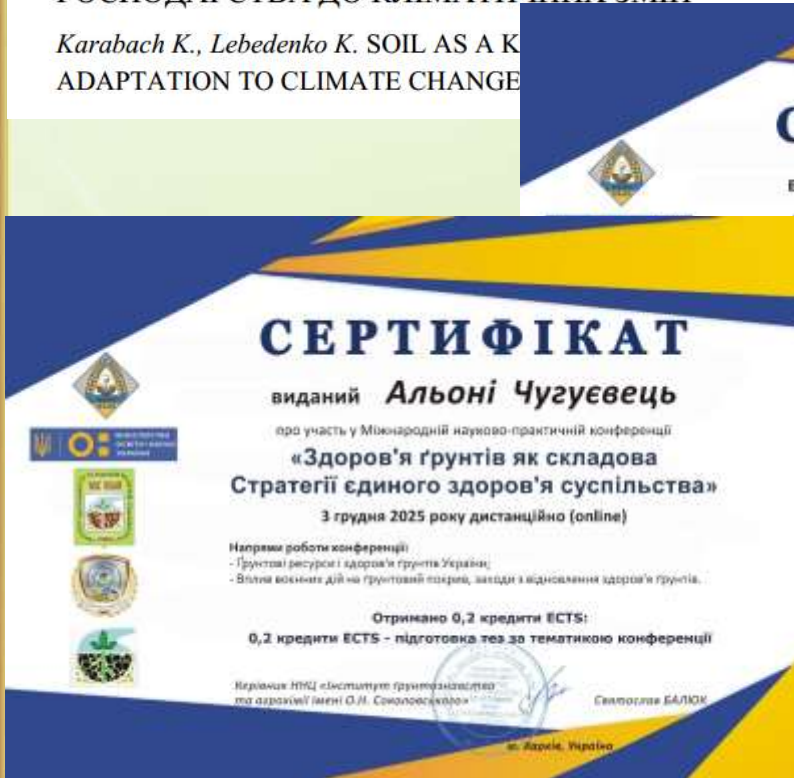 Karabach K., Lebedenko K. SOIL AS A K
ADAPTATION TO CLIMATE CHANGE
СЕРТИФІКАТ
виданий Альоні Чугуєвець
про участь у Міжнародній науково-практичній конференції
«Здоров'я ґрунтів як складова
Стратегії єдиного здоров'я суспільства»
3 грудня 2025 року дистанційно (online)
Напрями роботи конференції:
- Ґрунтові ресурси і здоров'я ґрунтів України;
- Вплив воєнних дій на ґрунтовий покрив, заходи з відновлення здоров'я ґрунтів.
Отримано 0,2 кредити ECTS:
0,2 кредити ECTS - підготовка тез за тематикою конференції
Керівник ННЦ «Інститут ґрунтознавства
та агрохімії імені О.Н. Соколовського»
Святослав БАЛЮК
м. Харків, Україна